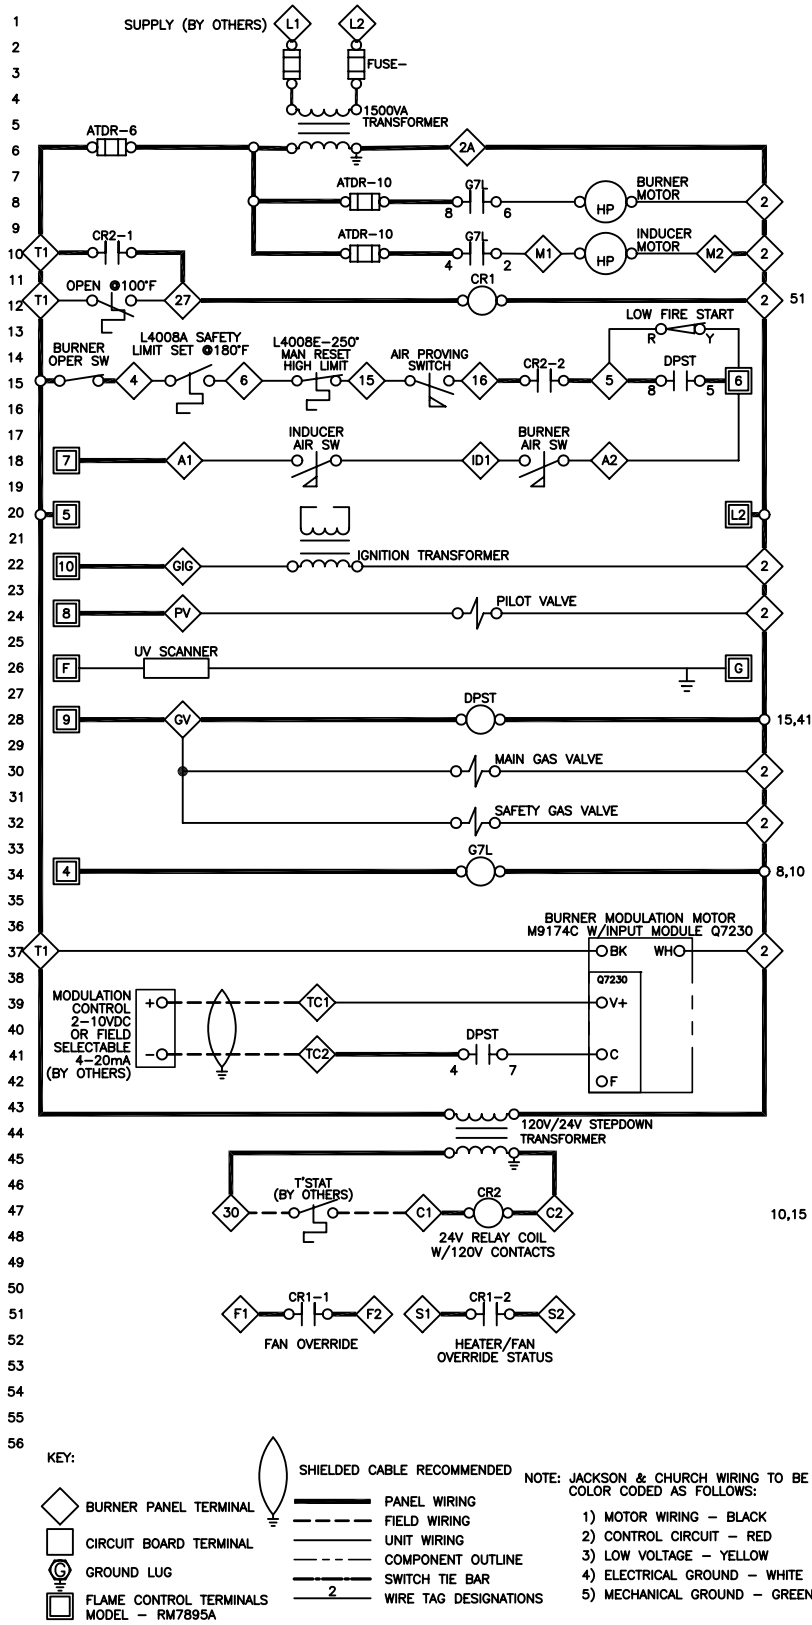 1
SUPPLY (BY OTHERS) L1 L2
2
3
FUSE-
4
1500VA
TRANSFORMER
5
ATDR-6
6
2A
7
ATDR-10 G7L BURNER
MOTOR
8
8 6 HP 2
9
ATDR-10 G7L INDUCER
MOTOR
10 T1 CR2-1
4 2 M1 HP M2 2
11
OPEN @100°F CR1
12 T1 27 2 51
13
LOW FIRE START
R Y
14
BURNER
OPER SW
L4008A SAFETY
LIMIT SET @180°F
L4008E-250°
MAN RESET
HIGH LIMIT
AIR PROVING
SWITCH
CR2-2 DPST
15 4 6 15 16 5 8 5 6
16
17
INDUCER
AIR SW
BURNER
AIR SW
18 7 A1 ID1 A2
19
20 5 L2
21
IGNITION TRANSFORMER
22 10 GIG 2
23
PILOT VALVE
24 8 PV 2
25
UV SCANNER
26 F G
27
DPST
28 9 GV 15,41
29
MAIN GAS VALVE
30 2
31
SAFETY GAS VALVE
32 2
33
G7L
34 4 8,10
35
36
BURNER MODULATION MOTOR
M9174C W/INPUT MODULE Q7230
37 T1 BK WH 2
38
Q7230
MODULATION
CONTROL
2-10VDC
OR FIELD
SELECTABLE
4-20mA
(BY OTHERS)
39 + TC1 V+
40
DPST
41 - TC2 4 7 C
42 F
43
120V/24V STEPDOWN
TRANSFORMER
44
45
46
T'STAT
(BY OTHERS)
CR2
47 30 C1 C2 10,15
48
24V RELAY COIL
W/120V CONTACTS
49
50
CR1-1 CR1-2
51 F1 F2 S1 S2
52
FAN OVERRIDE
HEATER/FAN
OVERRIDE STATUS
53
54
55
56
KEY:
BURNER PANEL TERMINAL
CIRCUIT BOARD TERMINAL
G GROUND LUG
FLAME CONTROL TERMINALS
MODEL - RM7895A
SHIELDED CABLE RECOMMENDED
PANEL WIRING
FIELD WIRING
UNIT WIRING
COMPONENT OUTLINE
SWITCH TIE BAR
2 WIRE TAG DESIGNATIONS
NOTE: JACKSON & CHURCH WIRING TO BE
COLOR CODED AS FOLLOWS:
1) MOTOR WIRING - BLACK
2) CONTROL CIRCUIT - RED
3) LOW VOLTAGE - YELLOW
4) ELECTRICAL GROUND - WHITE
5) MECHANICAL GROUND - GREEN